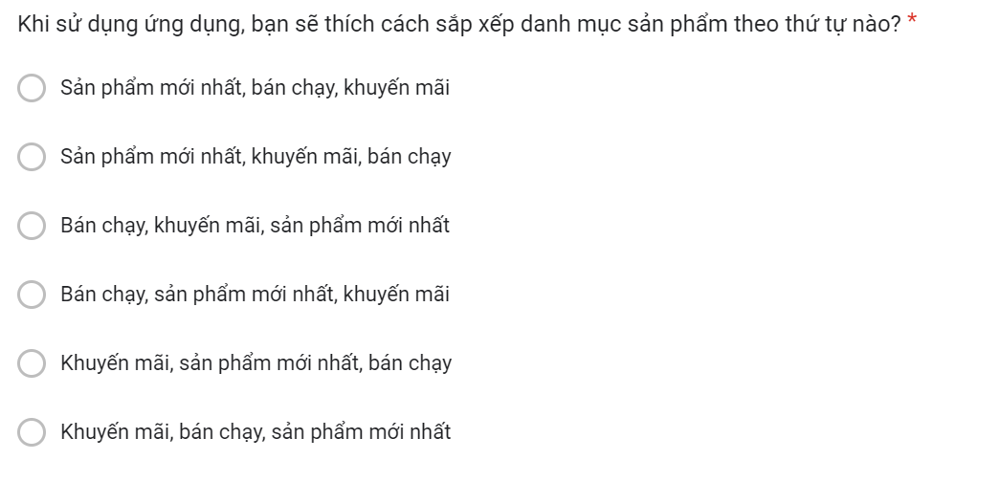 Khi sử dụng ứng dụng, bạn sẽ thích cách sắp xếp danh mục sản phẩm theo thứ tự nào? *
Sản phẩm mới nhất, bán chạy, khuyến mãi
Sản phẩm mới nhất, khuyến mãi, bán chạy
Bán chạy, khuyến mãi, sản phẩm mới nhất
Bán chạy, sản phẩm mới nhất, khuyến mãi
Khuyến mãi, sản phẩm mới nhất, bán chạy
Khuyến mãi, bán chạy, sản phẩm mới nhất